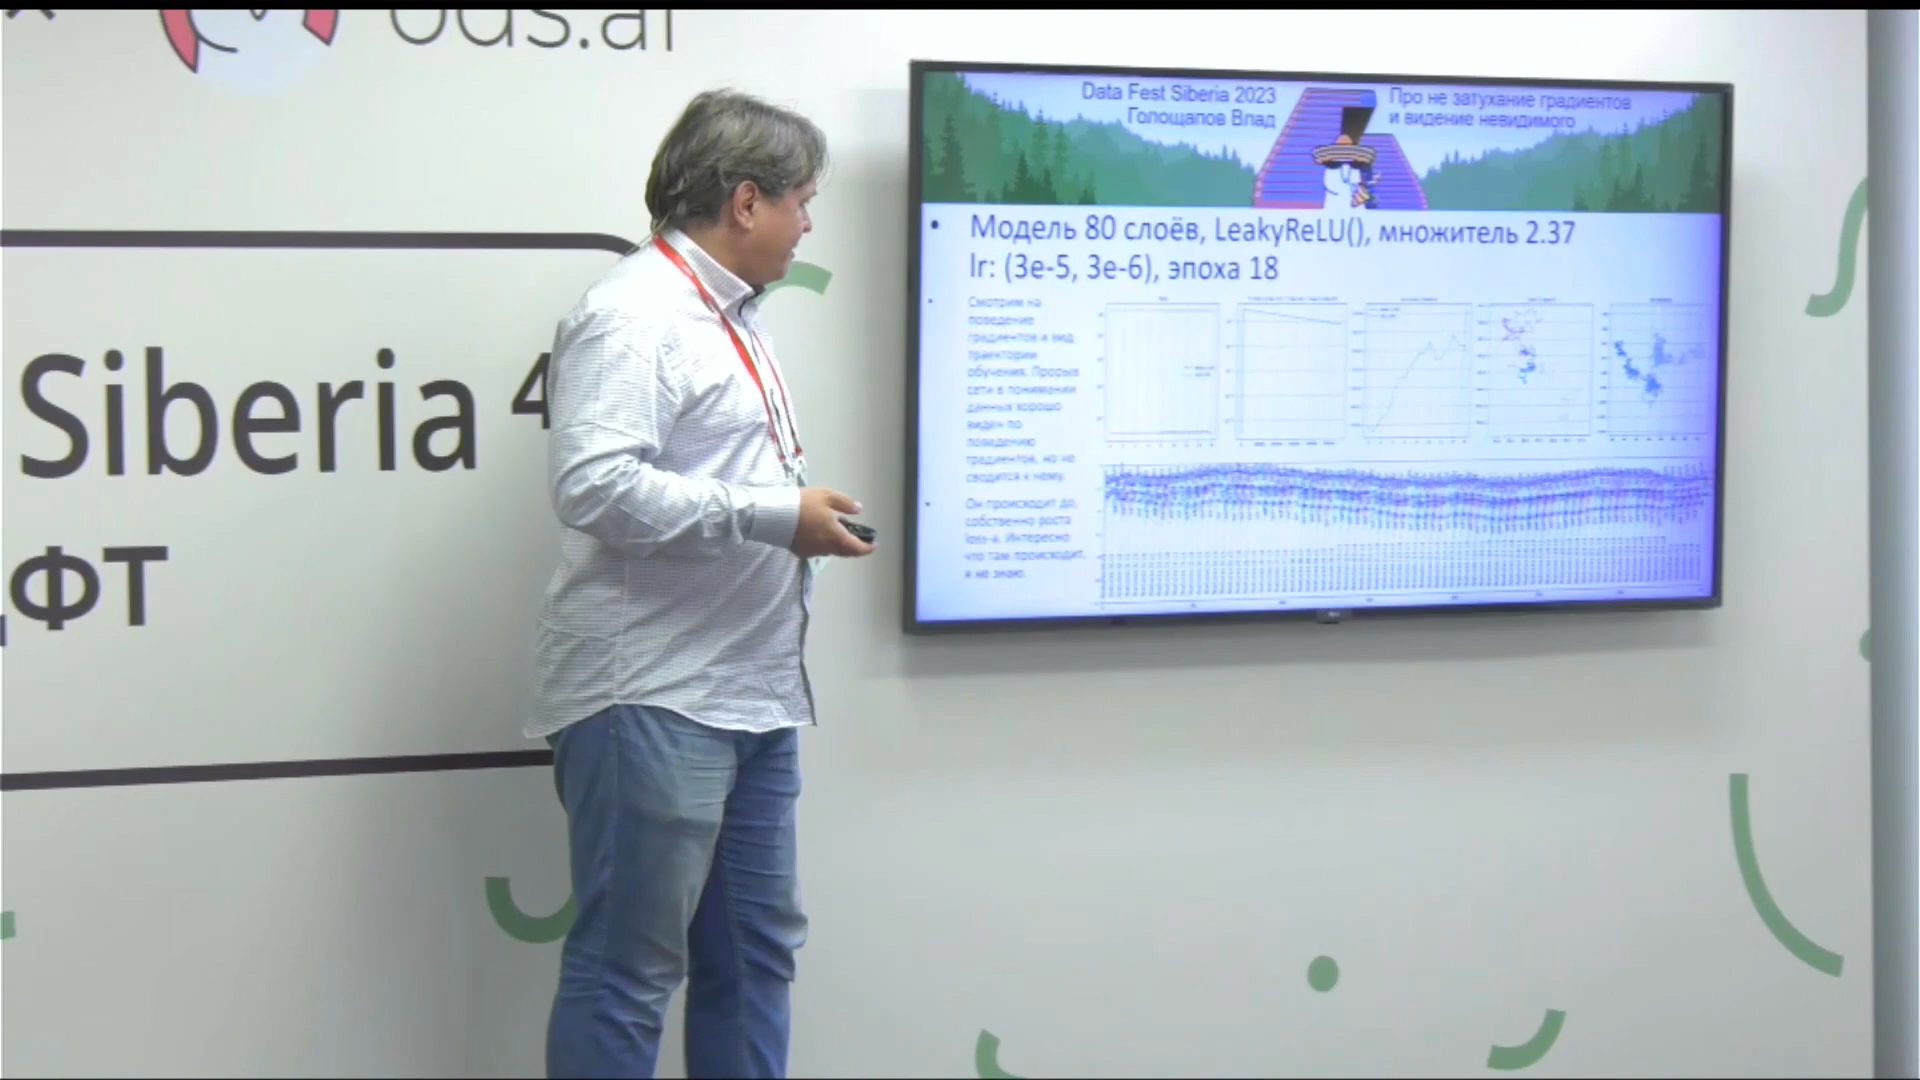 ods.ai
Siberia 4
ДФТ
Data Fest Siberia 2023
Голощапов Влад
Про не затухание градиентов
и видение невидимого
Модель 80 слоёв, LeakyReLU(), множитель 2.37
lr: (3e-5, 3e-6), эпоха 18
Смотрим на
поведение
градиентов и вид
траектории
обучения. Прорыв
сети в понимании
данных хорошо
виден по
поведению
градиентов, но не
сводится к нему.
Он происходит до,
собственно роста
loss-а. Интересно
что там происходит,
я не знаю.